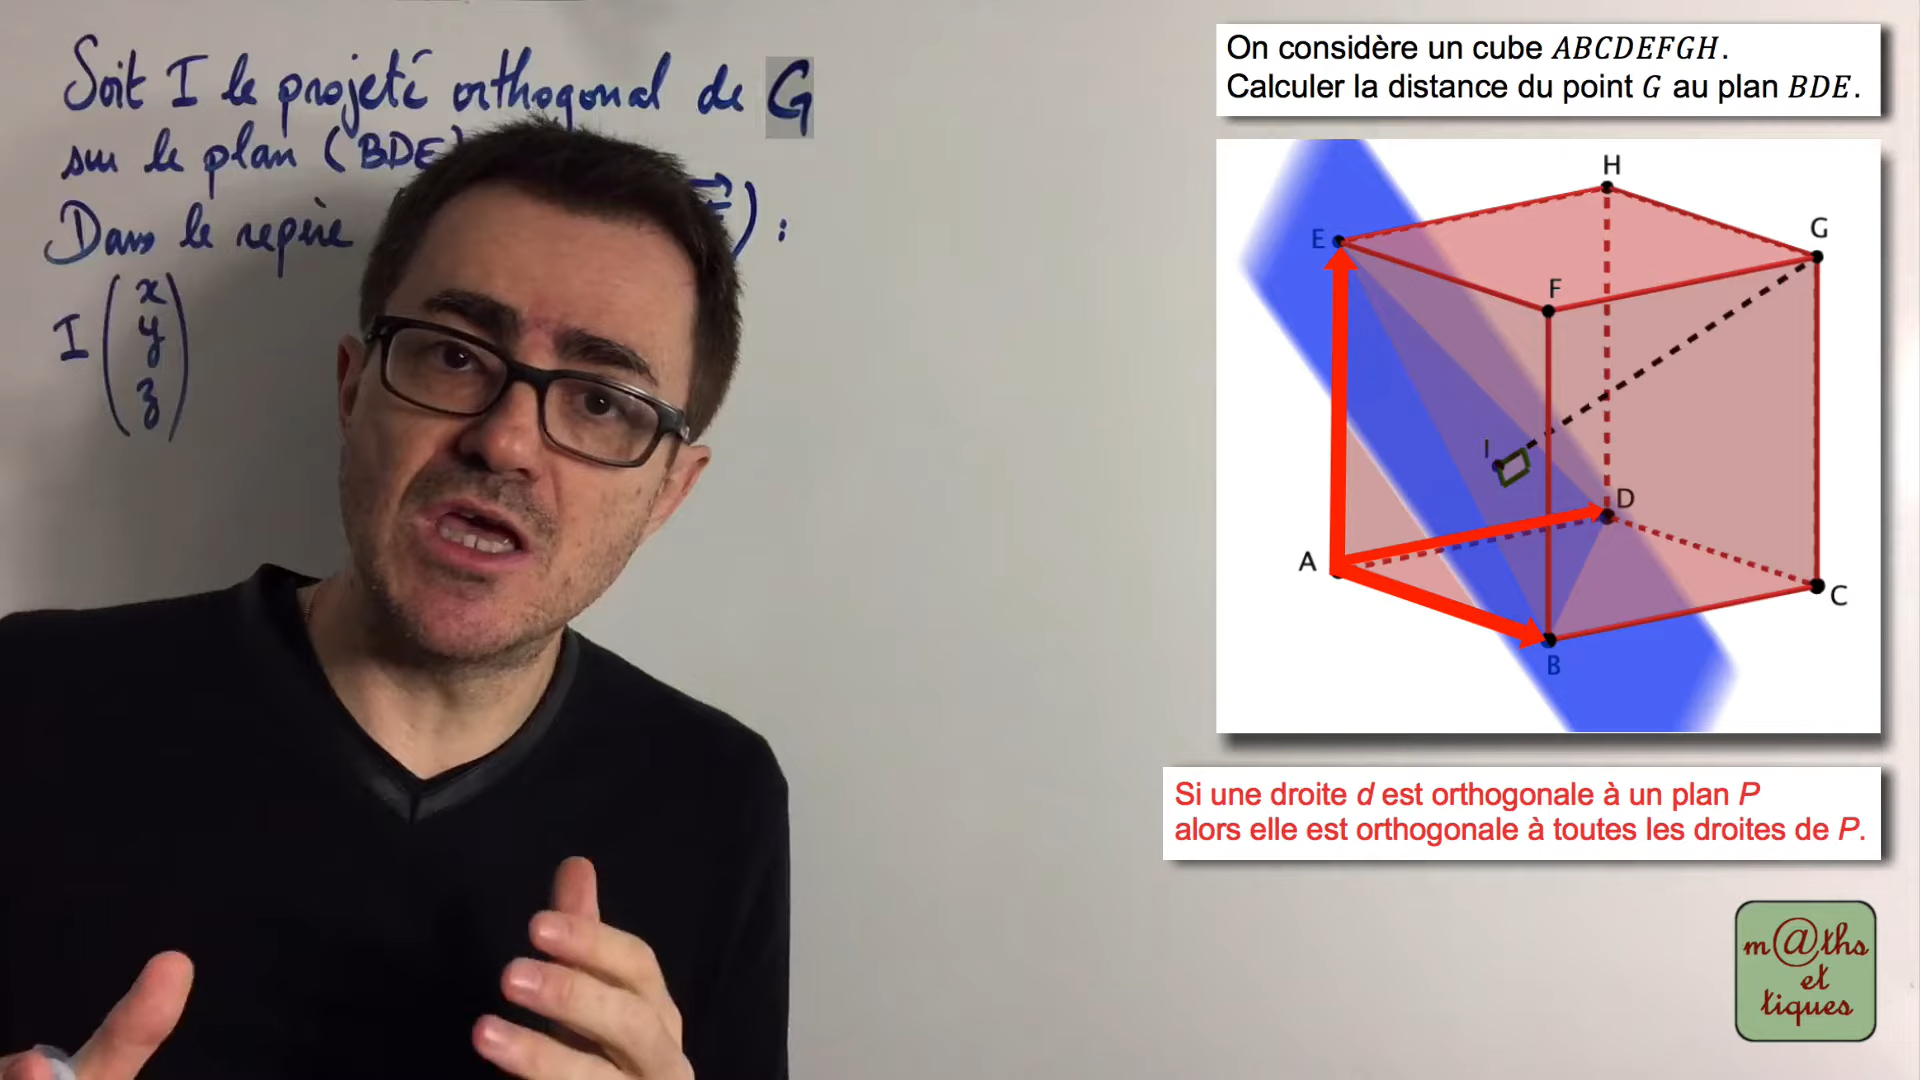 Soit I le projeté orthogonal de G
sur le plan (BDE)
Dans le repère ) :
I ( x
y
z )
On considère un cube ABCDEFGH.
Calculer la distance du point G au plan BDE.
H
G
E
F
I
D
A
C
B
Si une droite d est orthogonale à un plan P
alors elle est orthogonale à toutes les droites de P.
m@ths
et
tiques